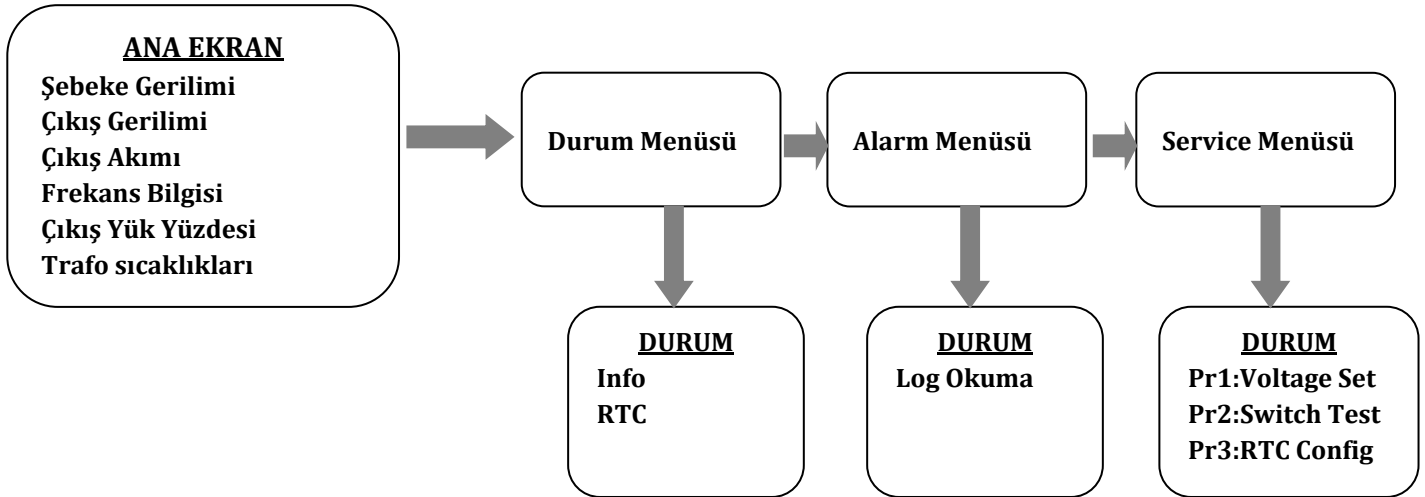 ANA EKRAN
Şebeke Gerilimi
Çıkış Gerilimi
Çıkış Akımı
Frekans Bilgisi
Çıkış Yük Yüzdesi
Trafo sıcaklıkları
Durum Menüsü
Alarm Menüsü
Service Menüsü
DURUM
Info
RTC
DURUM
Log Okuma
DURUM
Pr1:Voltage Set
Pr2:Switch Test
Pr3:RTC Config